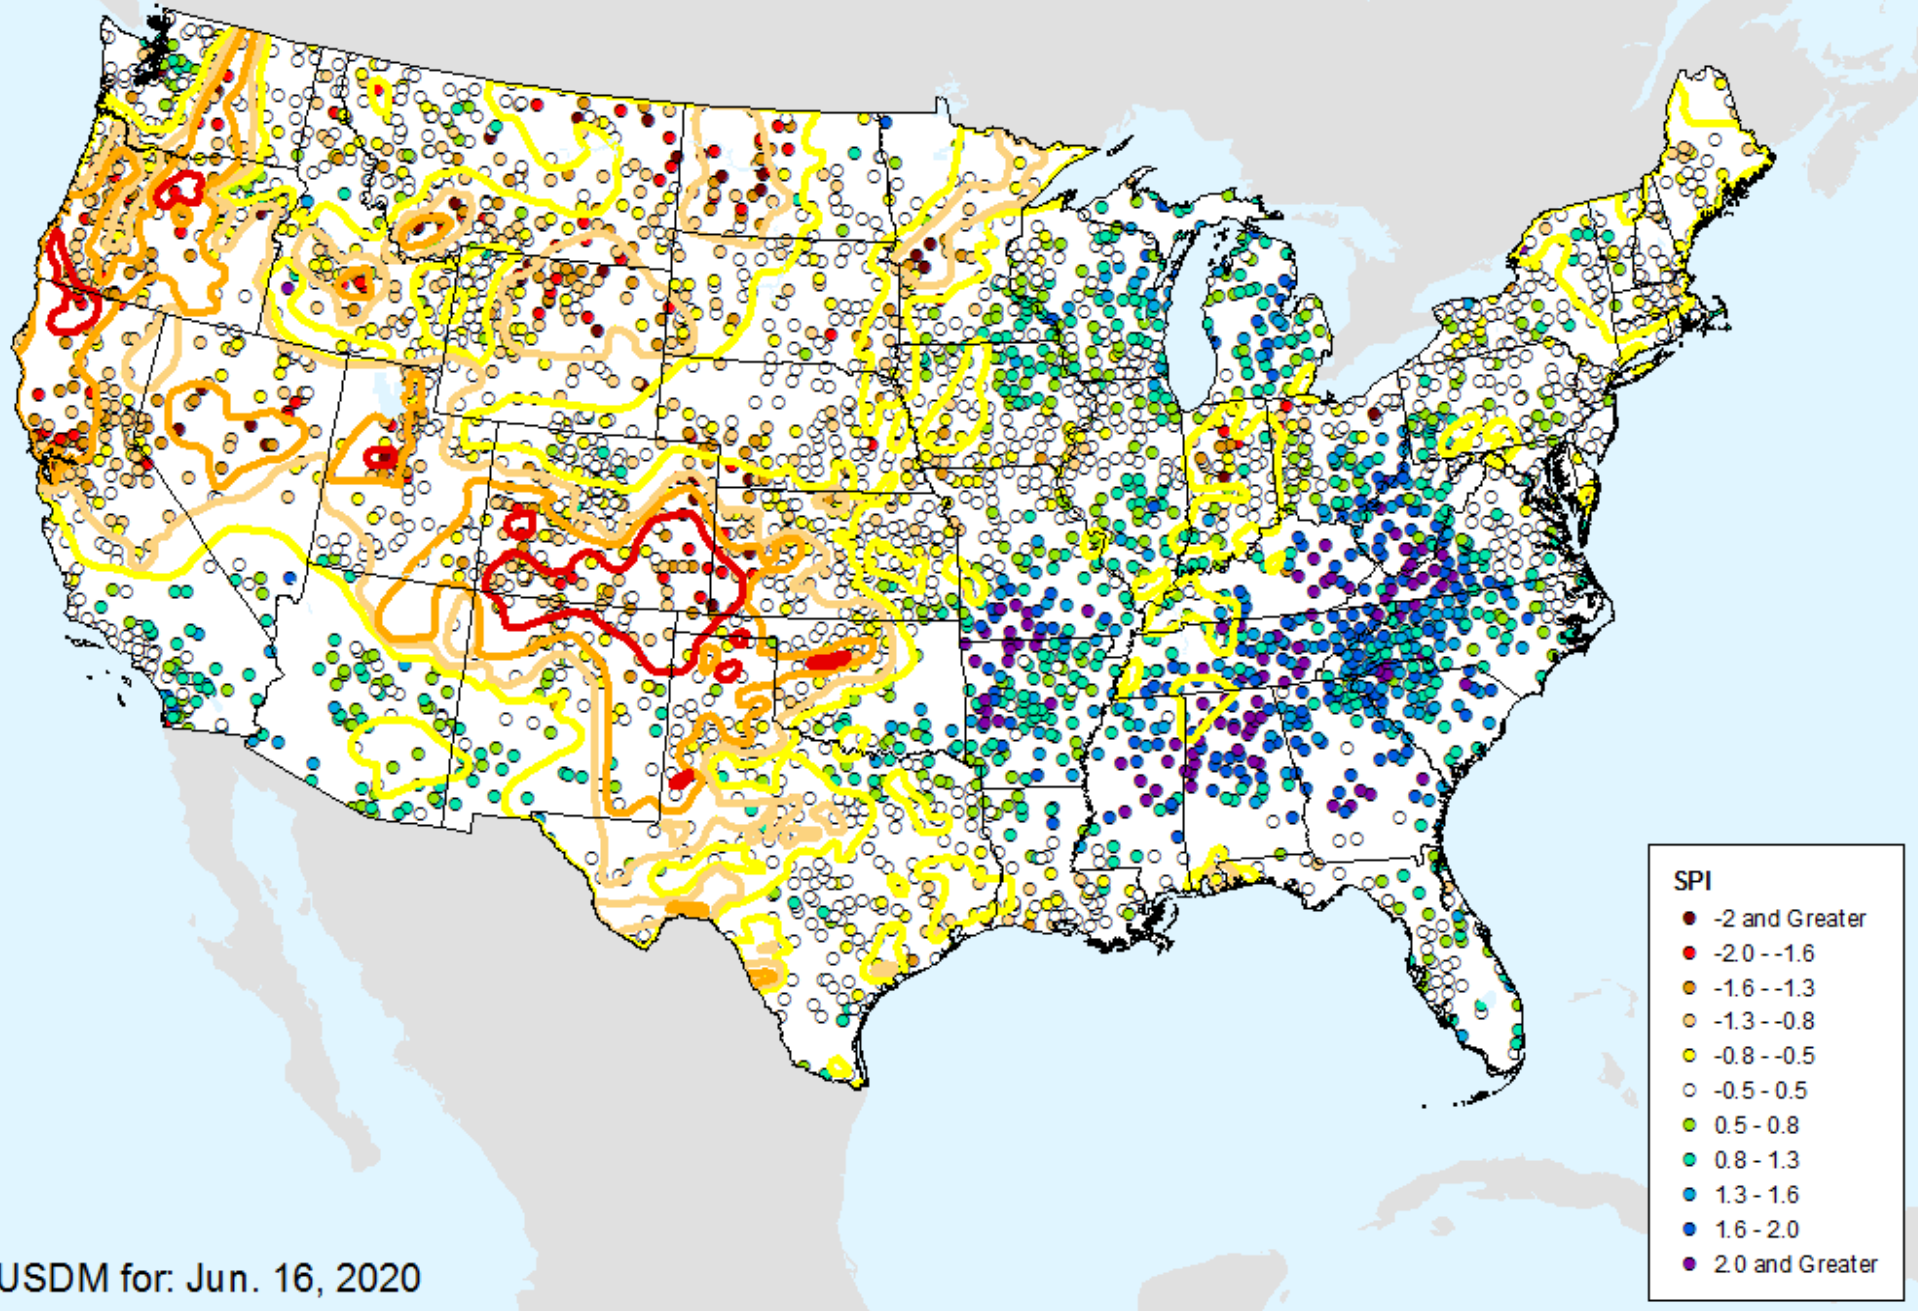 SPI
-2 and Greater
-2.0 - -1.6
-1.6 - -1.3
-1.3 - -0.8
-0.8 - -0.5
-0.5 - 0.5
0.5 - 0.8
0.8 - 1.3
1.3 - 1.6
1.6 - 2.0
2.0 and Greater
USDM for: Jun. 16, 2020